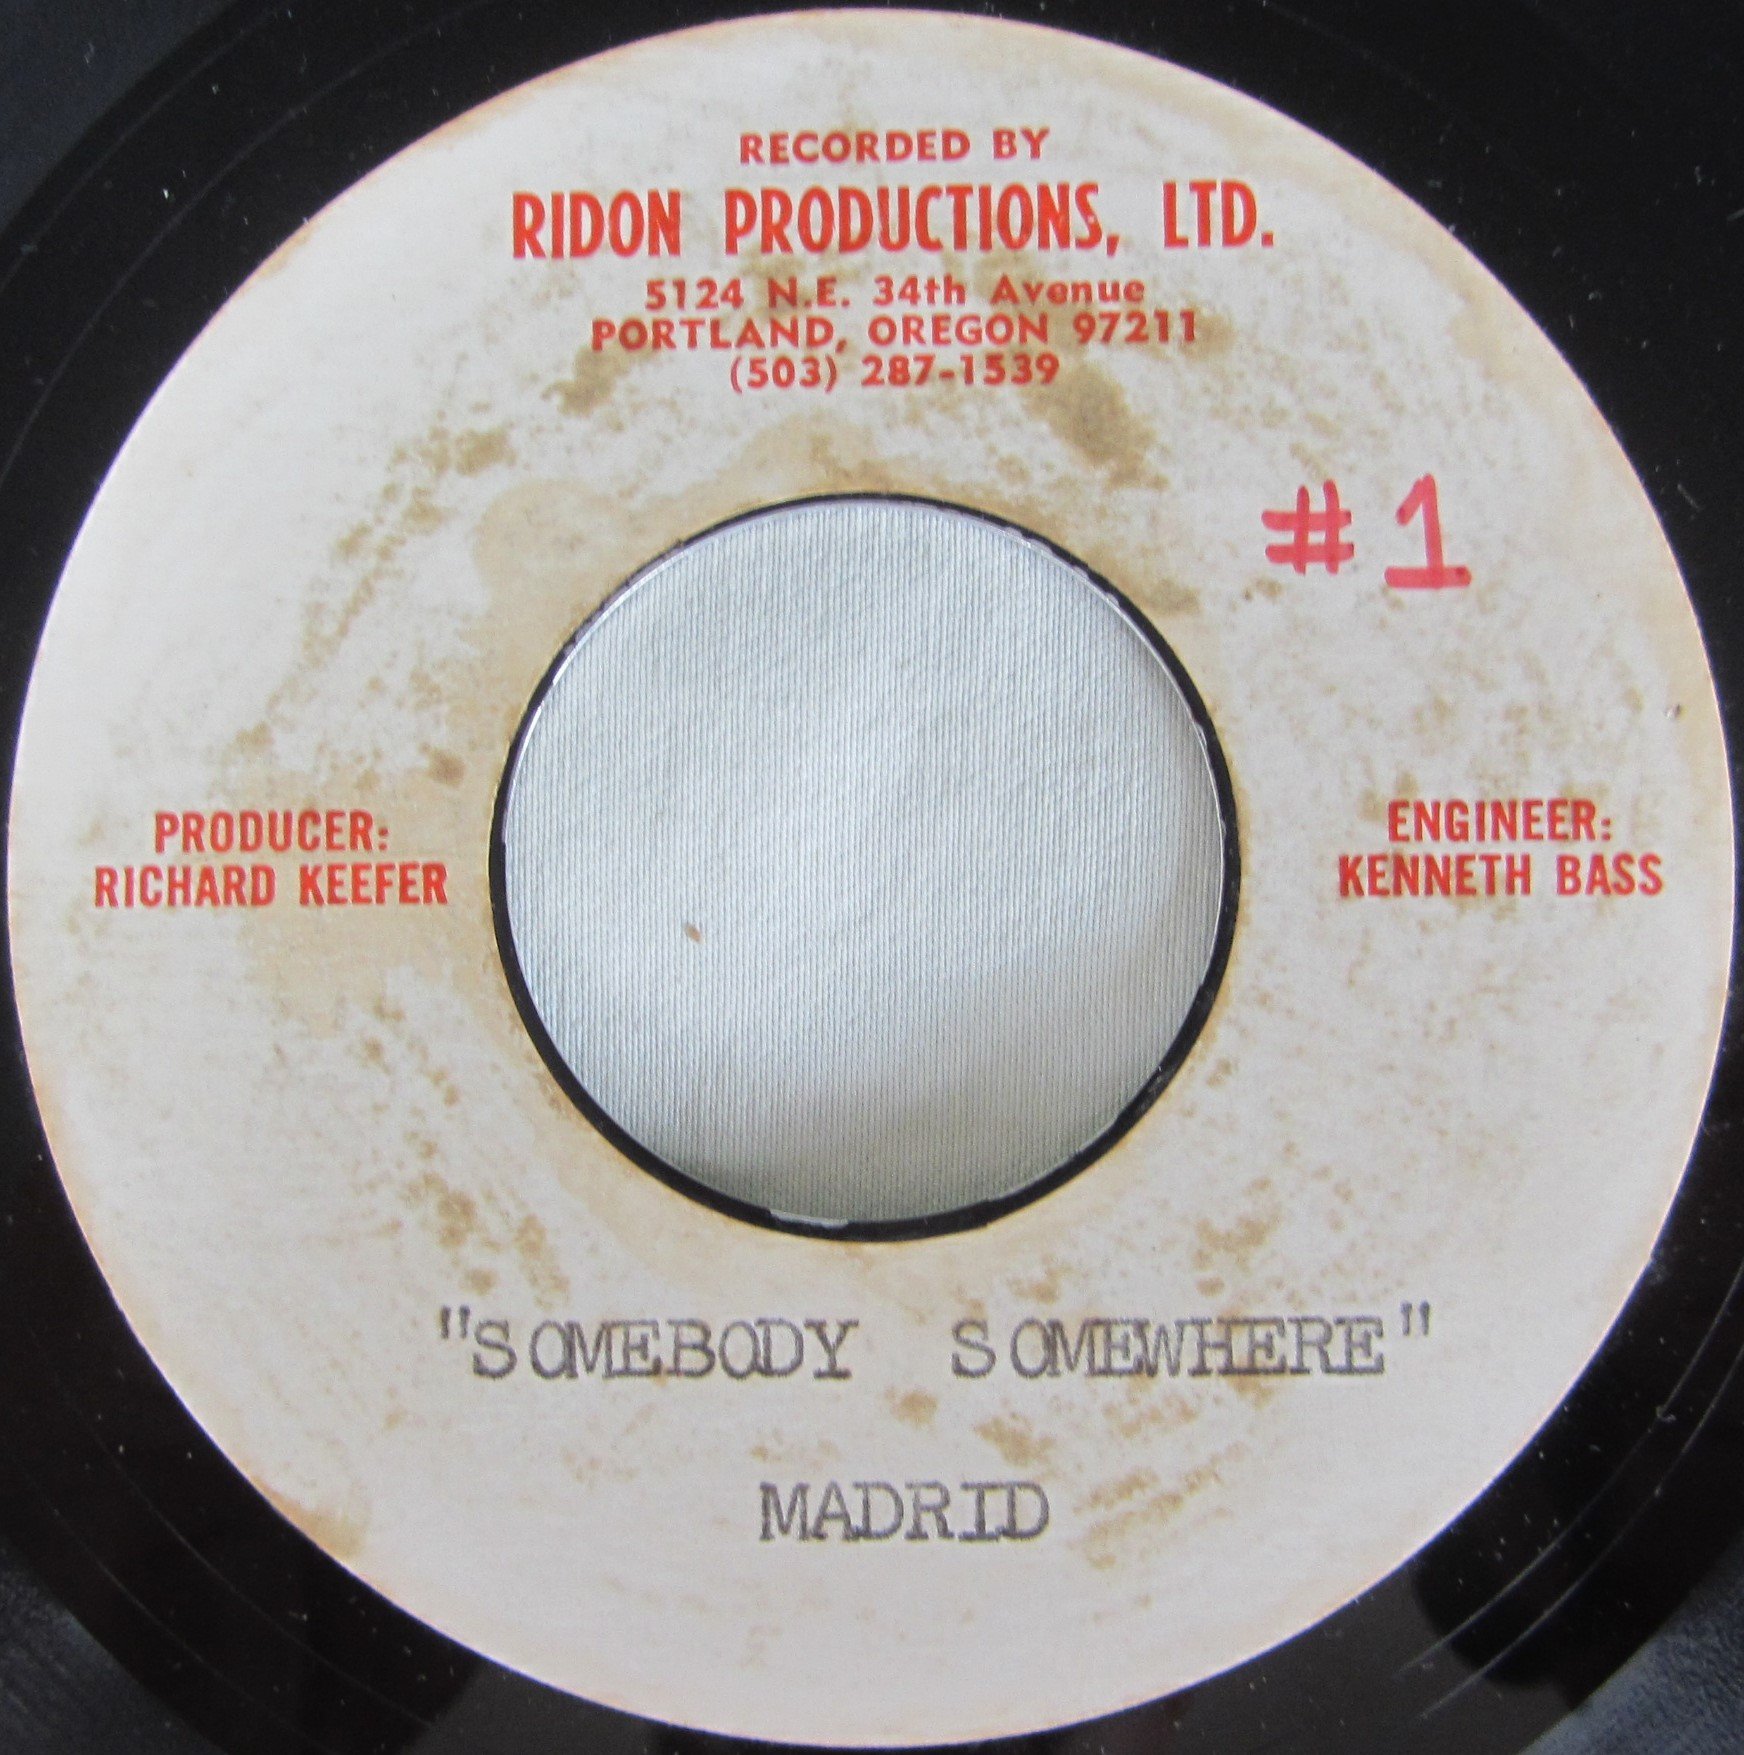 RECORDED BY
RIDON PRODUCTIONS, LTD.
5124 N.E. 34th Avenue
PORTLAND, OREGON 97211
(503) 287-1539
#1
PRODUCER:
RICHARD KEEFER
ENGINEER:
KENNETH BASS
"SOMEBODY SOMEWHERE"
MADRID